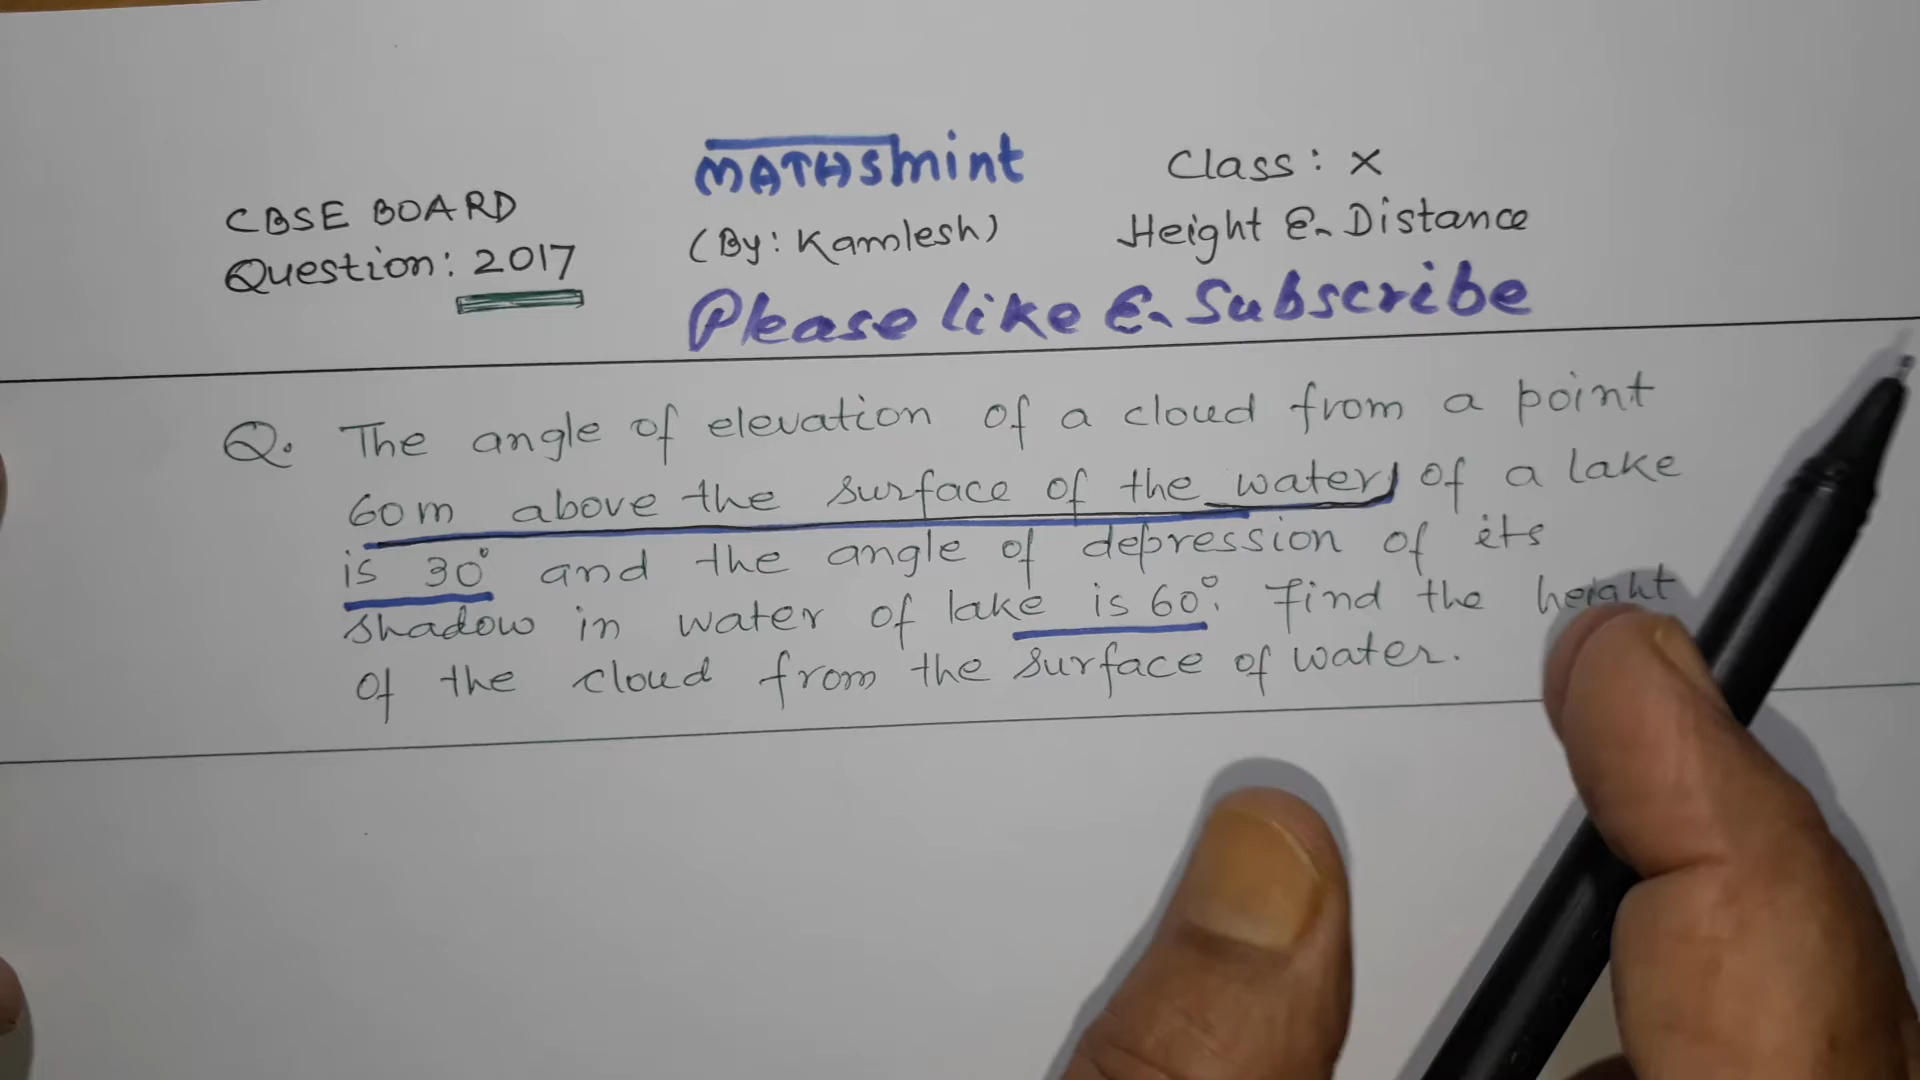 CBSE BOARD
Question: 2017
MATHSmint
(By: Kamlesh)
Class: X
Height & Distance
Please like & Subscribe
Q. The angle of elevation of a cloud from a point
60m above the surface of the water of a lake
is 30° and the angle of depression of its
shadow in water of lake is 60°. Find the height
of the cloud from the surface of water.